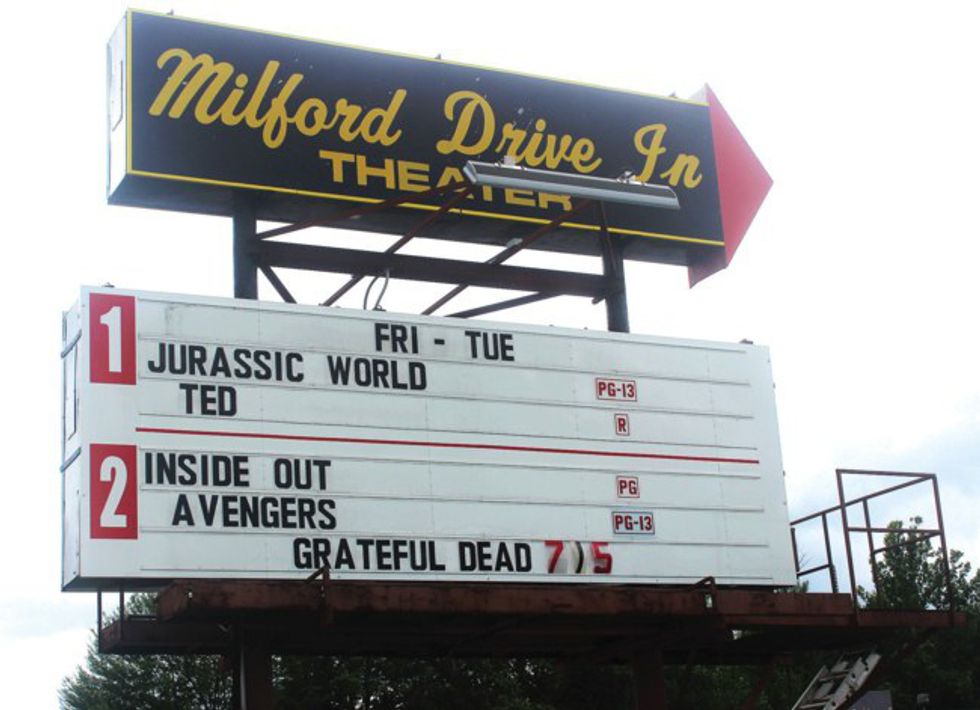 Milford Drive In
THEATER
FRI - TUE
1 JURASSIC WORLD PG-13
TED R
2 INSIDE OUT PG
AVENGERS PG-13
GRATEFUL DEAD 7/5